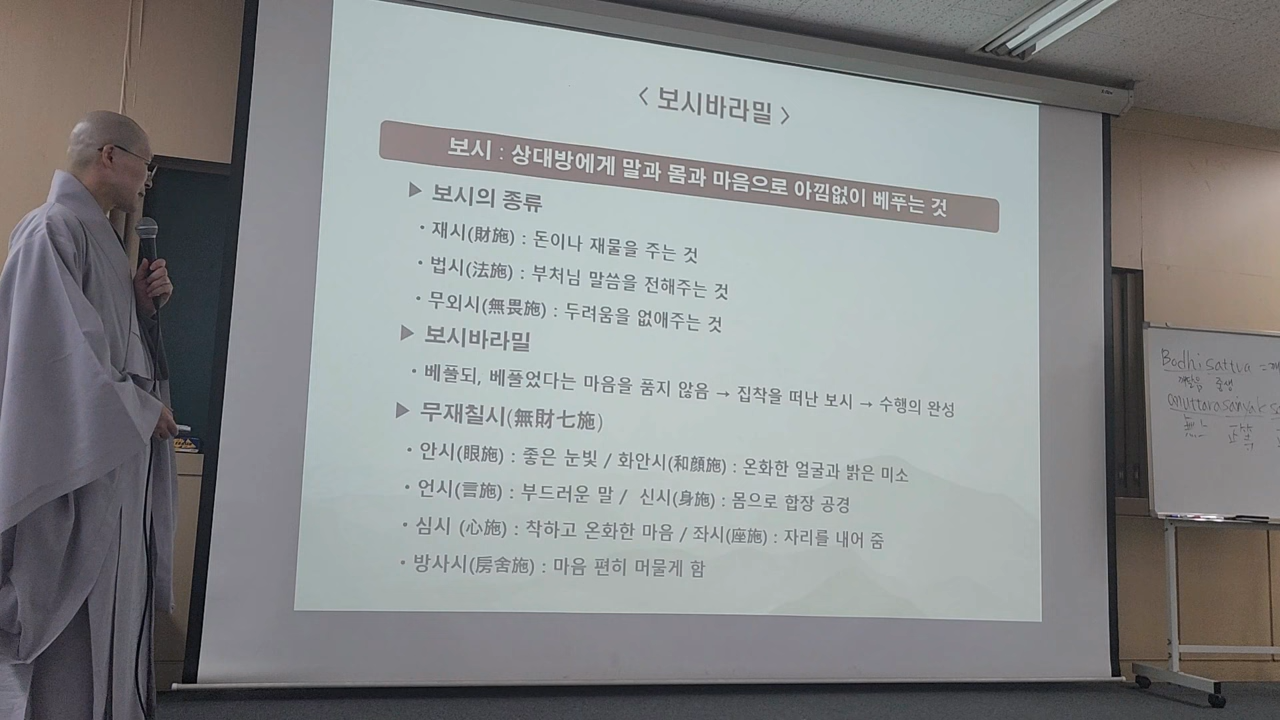 < 보시바라밀 >
보시 : 상대방에게 말과 몸과 마음으로 아낌없이 베푸는 것
▶ 보시의 종류
• 재시(財施) : 돈이나 재물을 주는 것
• 법시(法施) : 부처님 말씀을 전해주는 것
• 무외시(無畏施) : 두려움을 없애주는 것
▶ 보시바라밀
• 베풀되, 베풀었다는 마음을 품지 않음 → 집착을 떠난 보시 → 수행의 완성
▶ 무재칠시(無財七施)
• 안시(眼施) : 좋은 눈빛 / 화안시(和顔施) : 온화한 얼굴과 밝은 미소
• 언시(言施) : 부드러운 말 / 신시(身施) : 몸으로 합장 공경
• 심시 (心施) : 착하고 온화한 마음 / 좌시(座施) : 자리를 내어 줌
• 방사시(房舍施) : 마음 편히 머물게 함
Bodhisattva =
깨달음 중생
無上 正等